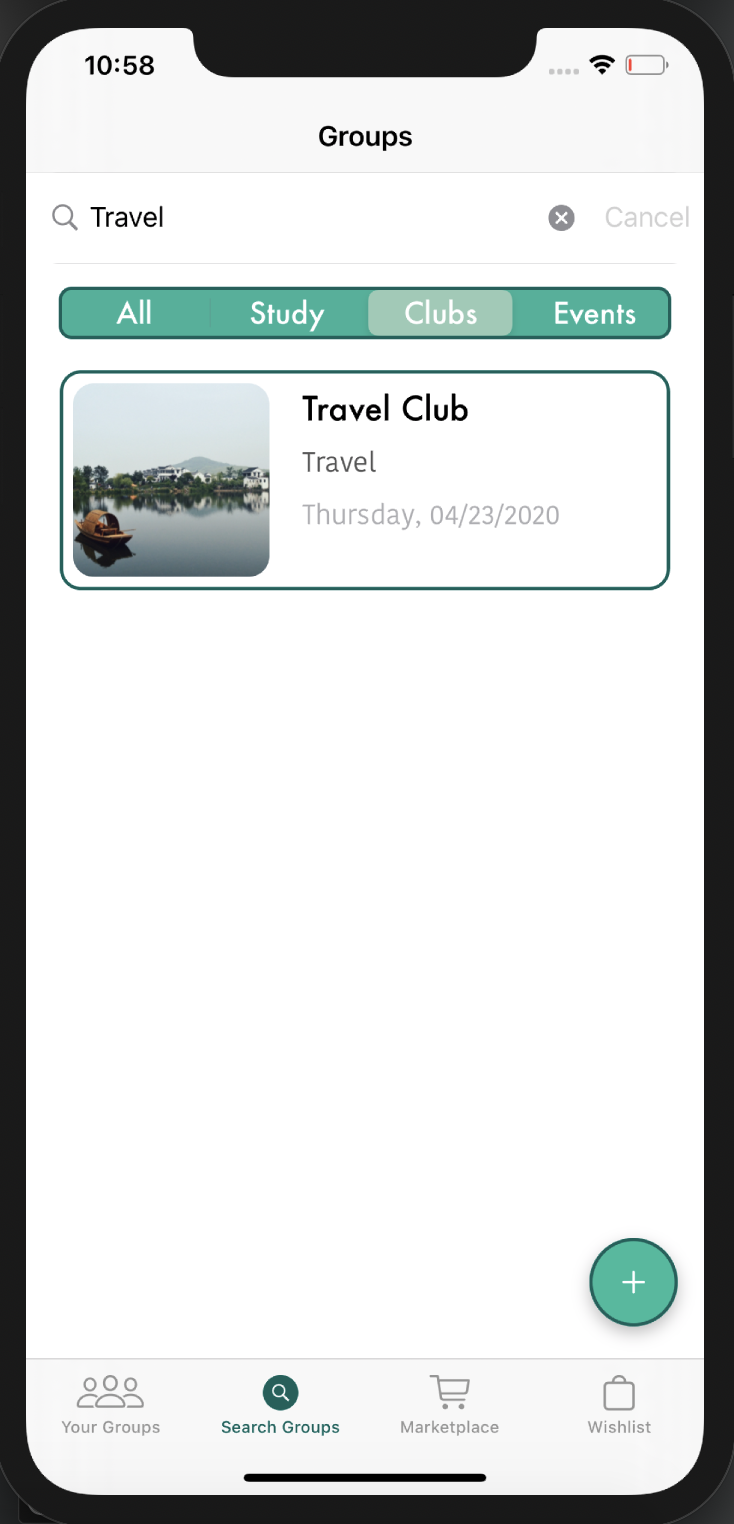 10:58
Groups
Travel Cancel
All Study Clubs Events
Travel Club
Travel
Thursday, 04/23/2020
+
Your Groups Search Groups Marketplace Wishlist